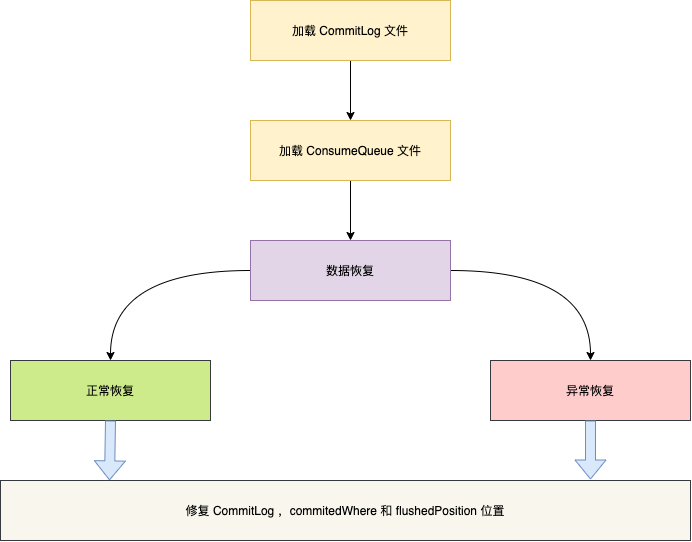 加载 CommitLog 文件
加载 ConsumeQueue 文件
数据恢复
正常恢复
异常恢复
修复 CommitLog ，commitedWhere 和 flushedPosition 位置